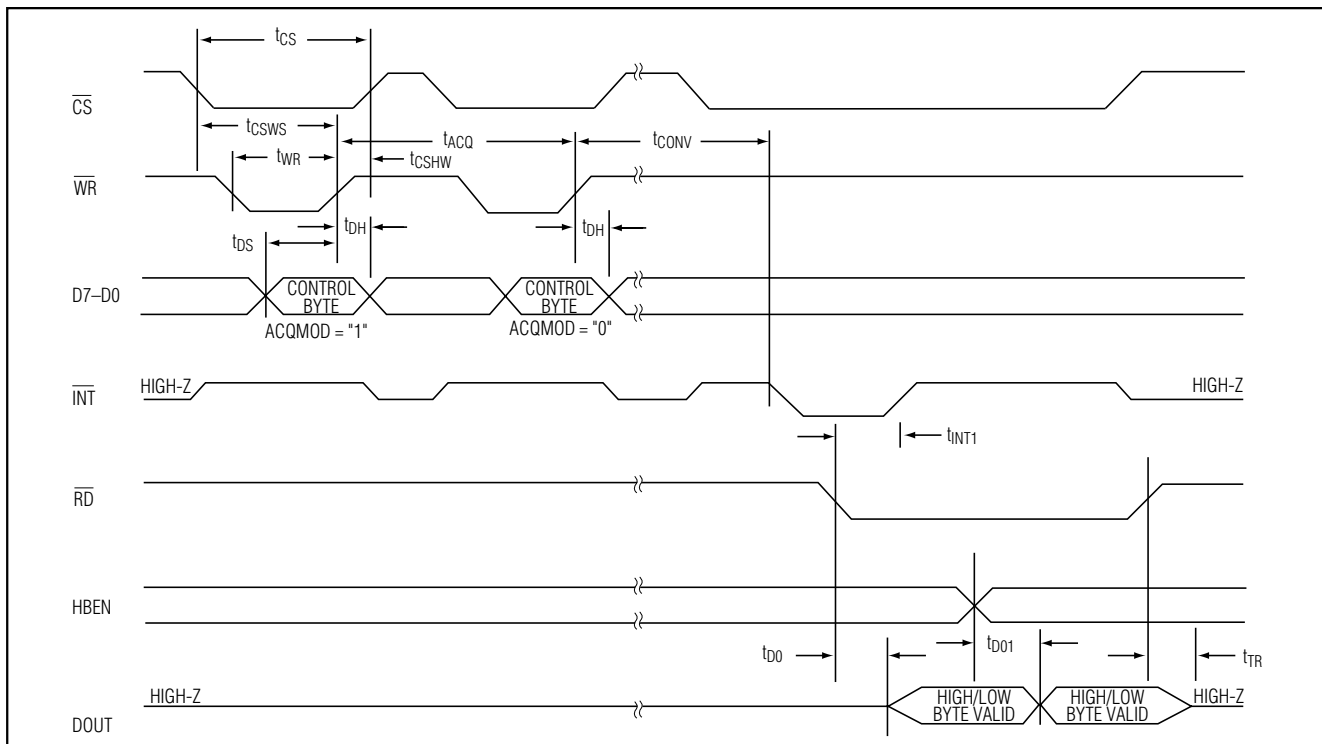 tCS
CS
tCSWS
tACQ
tCONV
tWR
tCSHW
WR
tDH
tDH
tDS
D7–D0
CONTROL
BYTE
CONTROL
BYTE
ACQMOD = "1"
ACQMOD = "0"
INT
HIGH-Z
HIGH-Z
tINT1
RD
HBEN
tD0
tD01
tTR
HIGH-Z
HIGH/LOW
BYTE VALID
HIGH/LOW
BYTE VALID
HIGH-Z
DOUT